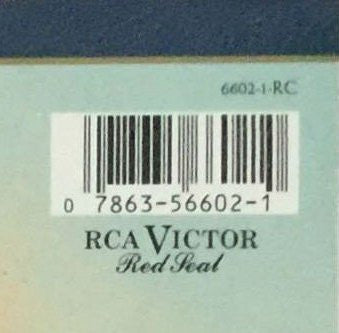 6602-1-RC
0 7863-56602-1
RCA VICTOR
Red Seal